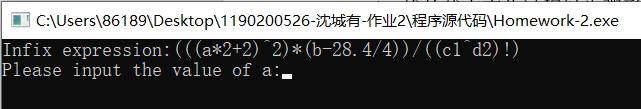 C:\Users\86189\Desktop\1190200526-沈城有-作业2\程序源代码\Homework-2.exe
Infix expression:(((a*2+2)^2)*(b-28.4/4))/((c1^d2)!)
Please input the value of a: